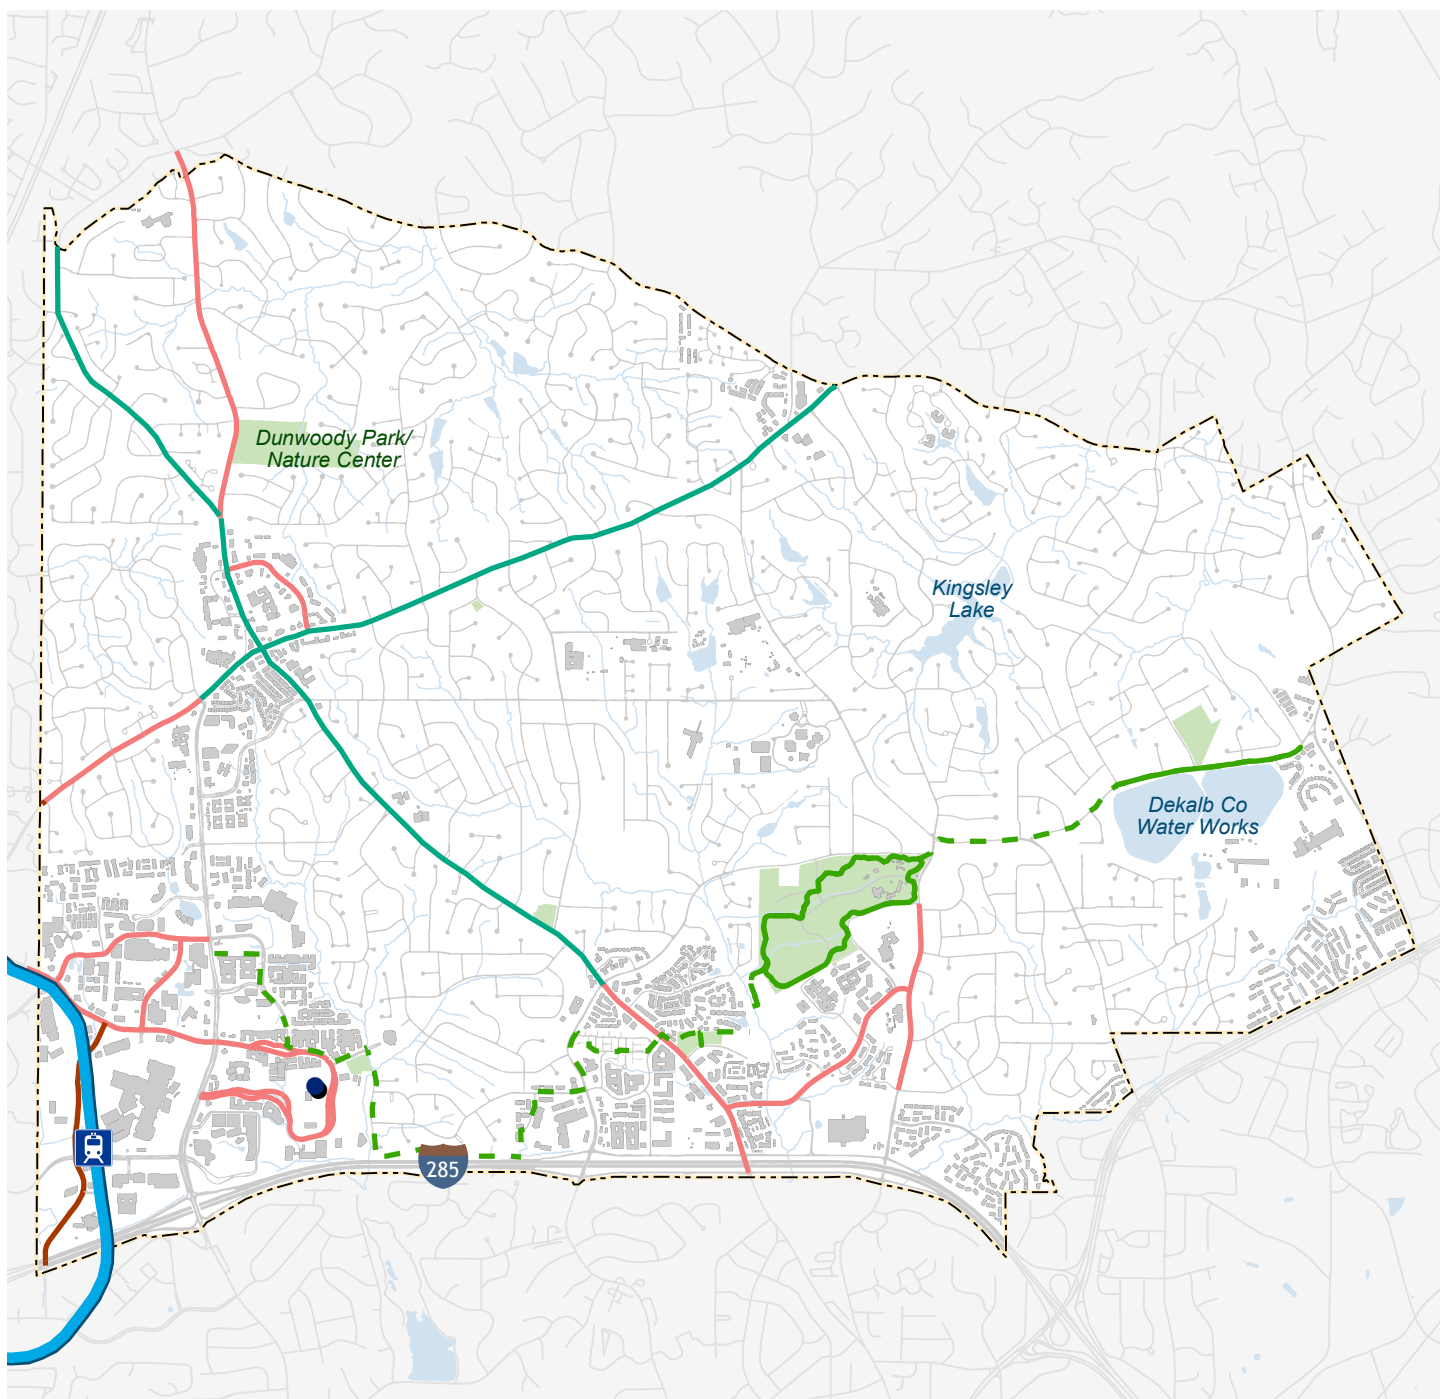 Dunwoody Park/
Nature Center
Kingsley
Lake
Dekalb Co
Water Works
285